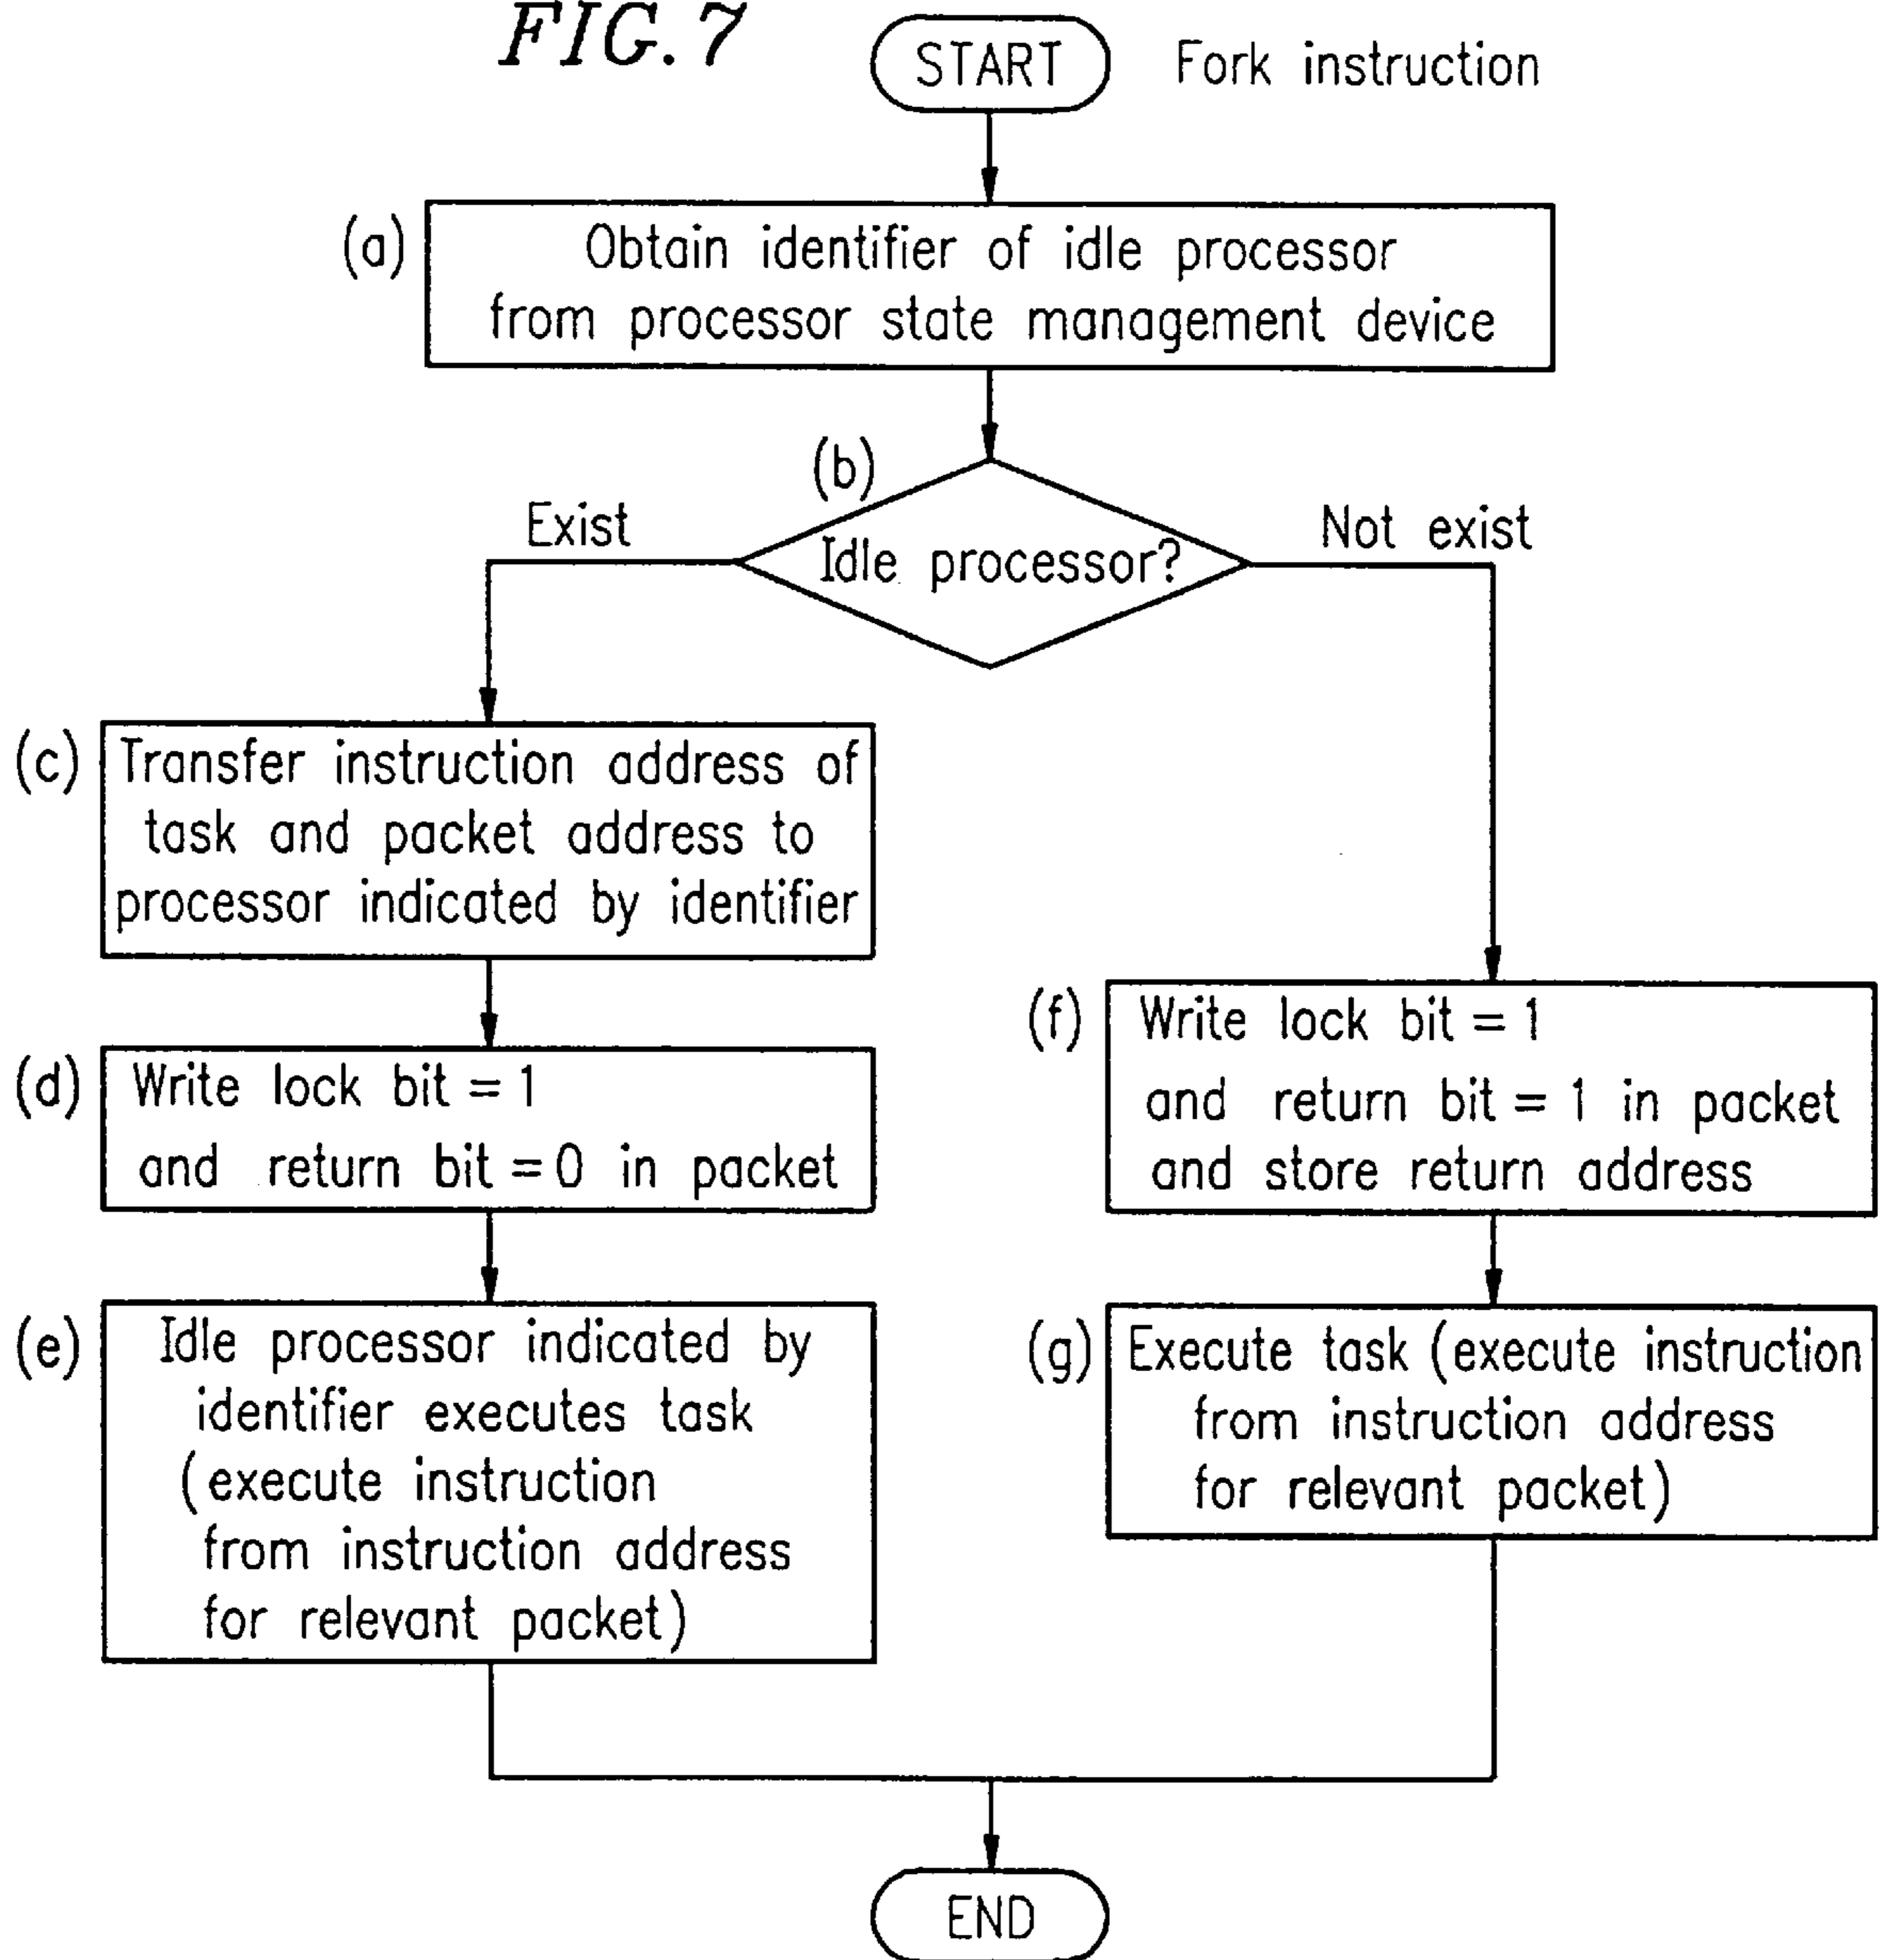 FIG. 7
START
Fork instruction
(a)
Obtain identifier of idle processor
from processor state management device
(b)
Exist
Idle processor?
Not exist
(c)
Transfer instruction address of
task and packet address to
processor indicated by identifier
(d)
Write lock bit = 1
and return bit = 0 in packet
(e)
Idle processor indicated by
identifier executes task
(execute instruction
from instruction address
for relevant packet)
(f)
Write lock bit = 1
and return bit = 1 in packet
and store return address
(g)
Execute task (execute instruction
from instruction address
for relevant packet)
END